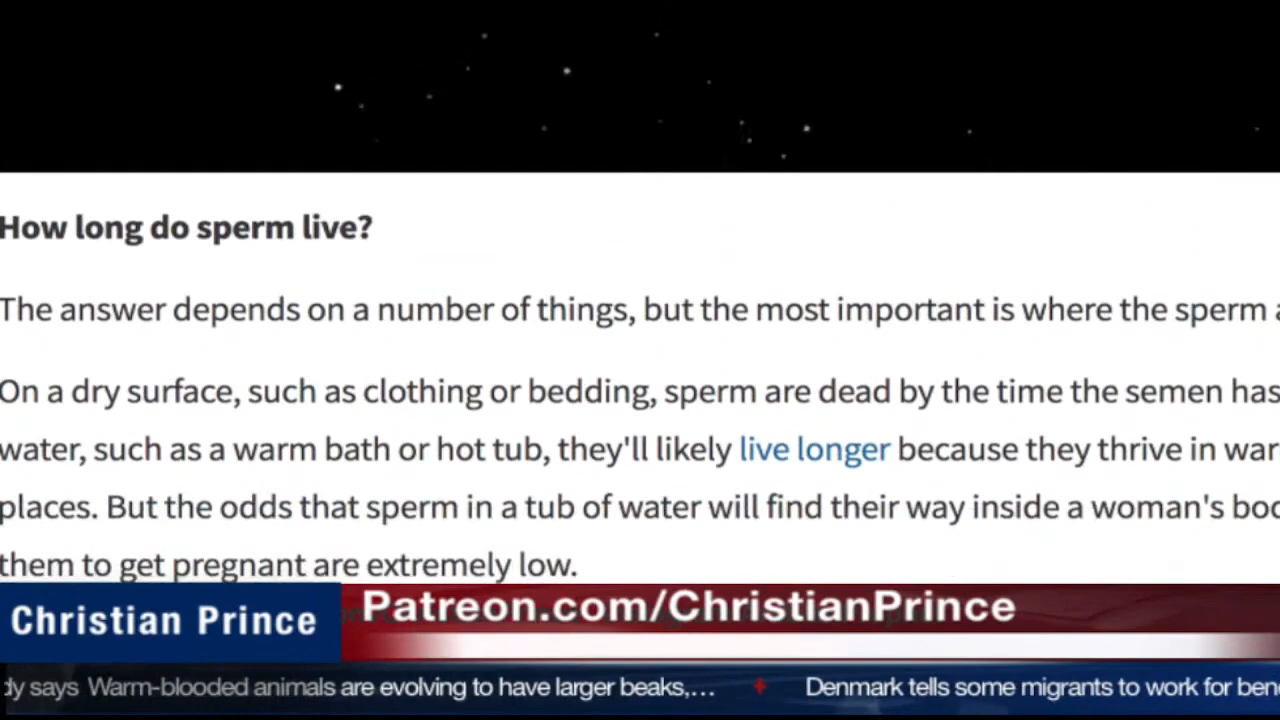 How long do sperm live?
The answer depends on a number of things, but the most important is where the sperm
On a dry surface, such as clothing or bedding, sperm are dead by the time the semen has
water, such as a warm bath or hot tub, they'll likely live longer because they thrive in war
places. But the odds that sperm in a tub of water will find their way inside a woman's bod
them to get pregnant are extremely low.
Christian Prince
Patreon.com/ChristianPrince
dy says Warm-blooded animals are evolving to have larger beaks,...
Denmark tells some migrants to work for bene